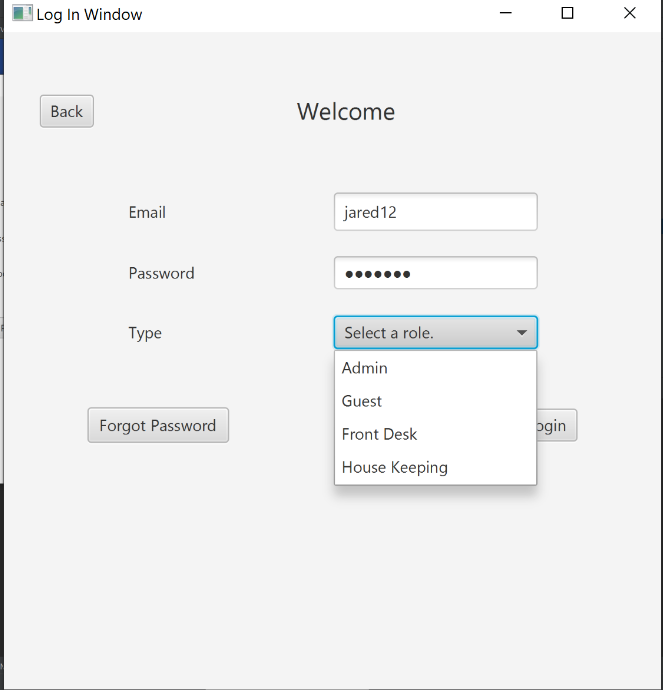 Log In Window
Back
Welcome
Email
jared12
Password
Type
Select a role.
Admin
Guest
Front Desk
House Keeping
Forgot Password
ogin